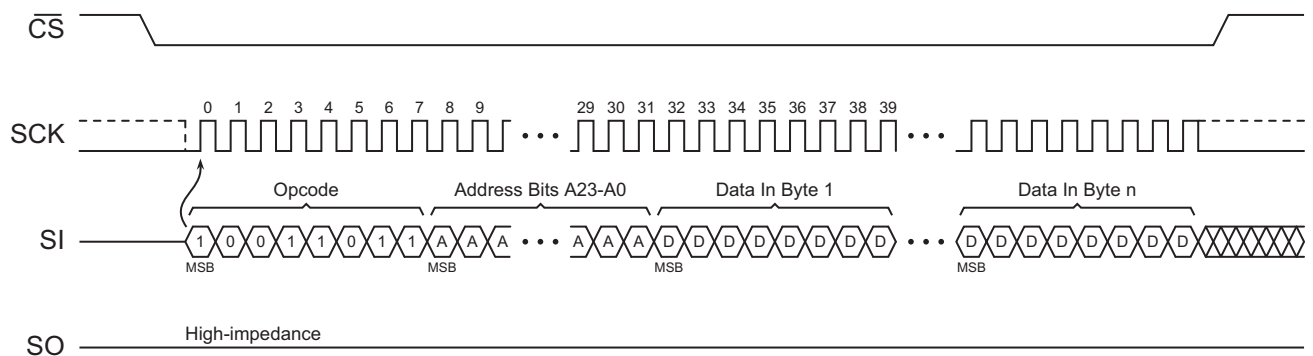 CS
0 1 2 3 4 5 6 7 8 9 29 30 31 32 33 34 35 36 37 38 39
SCK
Opcode Address Bits A23-A0 Data In Byte 1 Data In Byte n
SI 1 0 0 1 1 0 1 1 A A A A A A D D D D D D D D D D D D D D D D
MSB MSB MSB MSB
High-impedance
SO